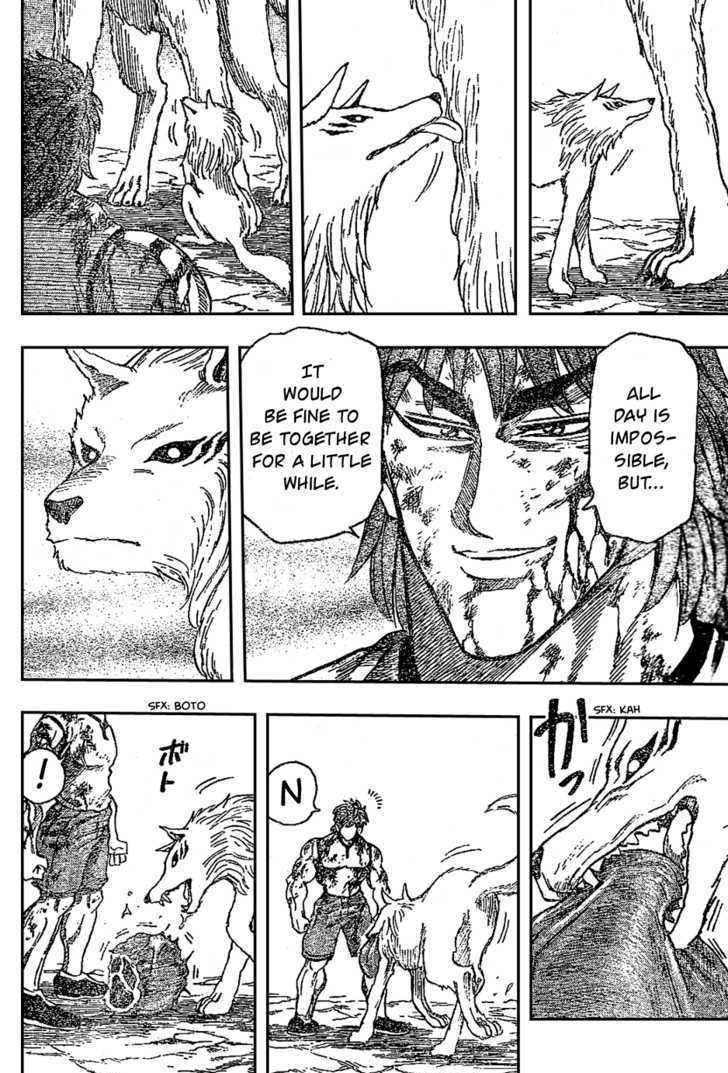 ALL
DAY IS
IMPOS-
SIBLE,
BUT...
IT
WOULD
BE FINE TO
BE TOGETHER
FOR A LITTLE
WHILE.
SFX: KAH
カッ
N
SFX: BOTO
ボト
!